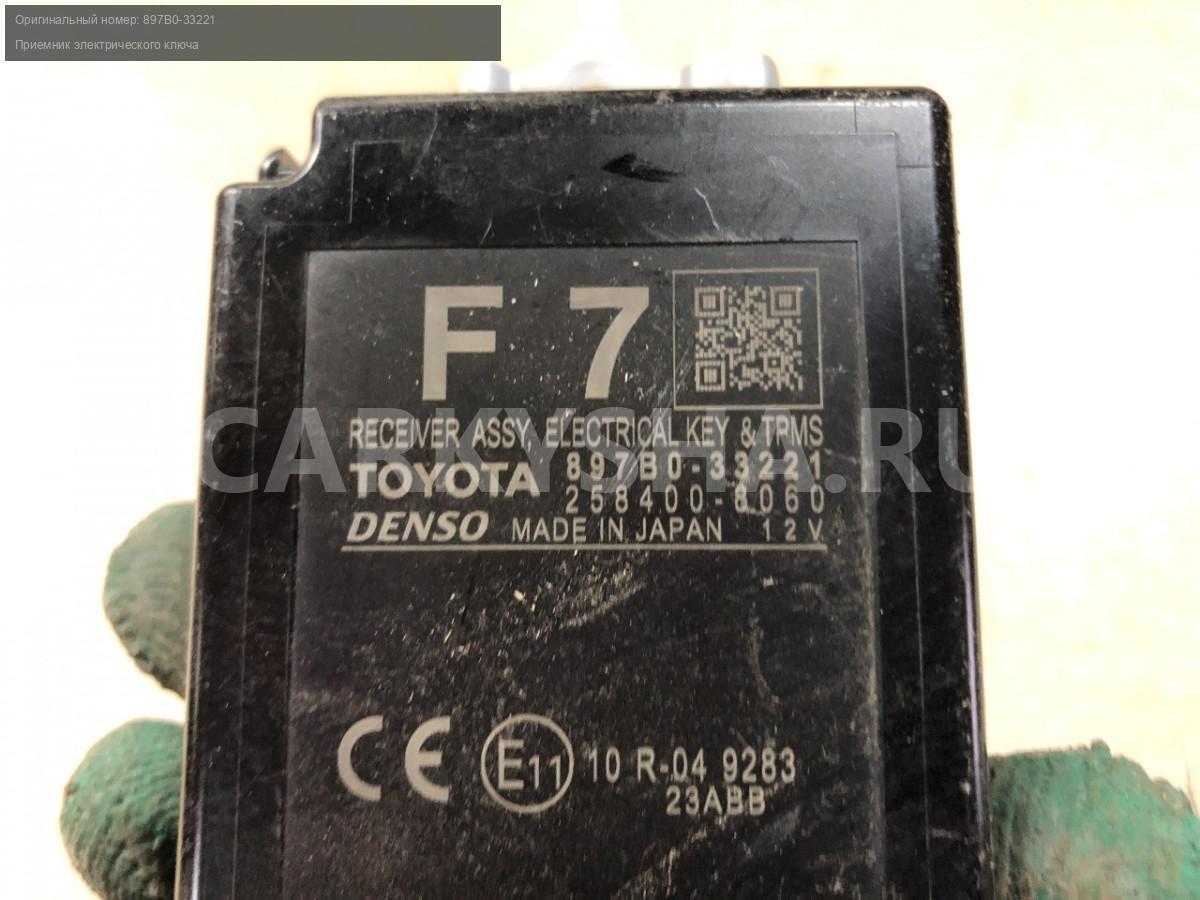 Оригинальный номер: 897B0-33221
Приемник электрического ключа
F 7
RECEIVER ASSY, ELECTRICAL KEY & TPMS
TOYOTA 897B0-33221
258400-8060
DENSO MADE IN JAPAN 12V
CARKYSHA.RU
CE E11 10 R-04 9283
23ABB